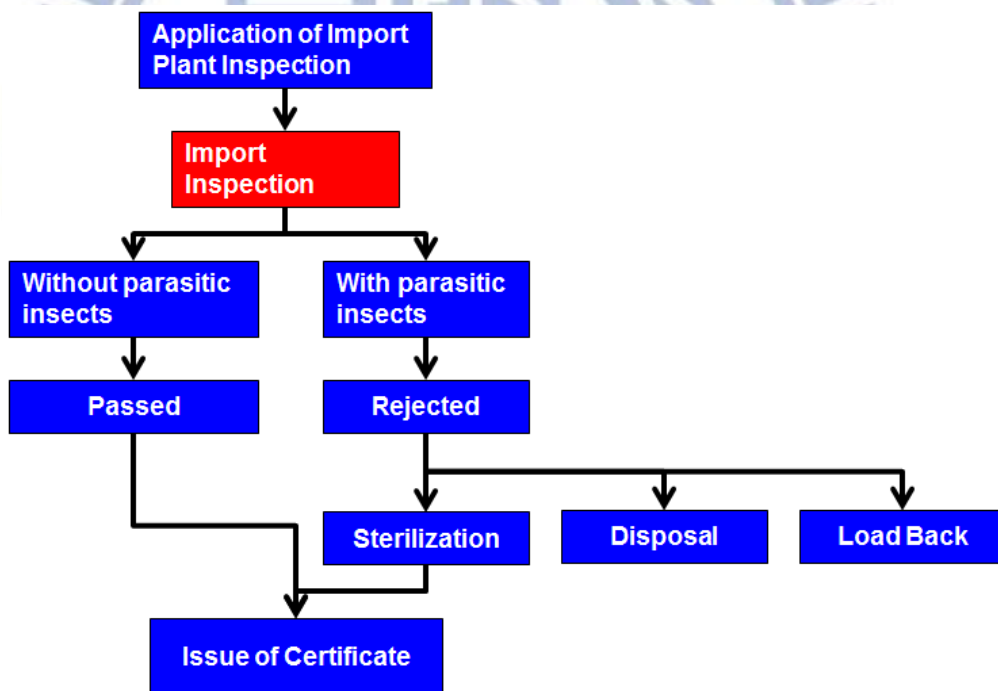 Application of Import
Plant Inspection
Import
Inspection
Without parasitic
insects
With parasitic
insects
Passed
Rejected
Sterilization
Disposal
Load Back
Issue of Certificate